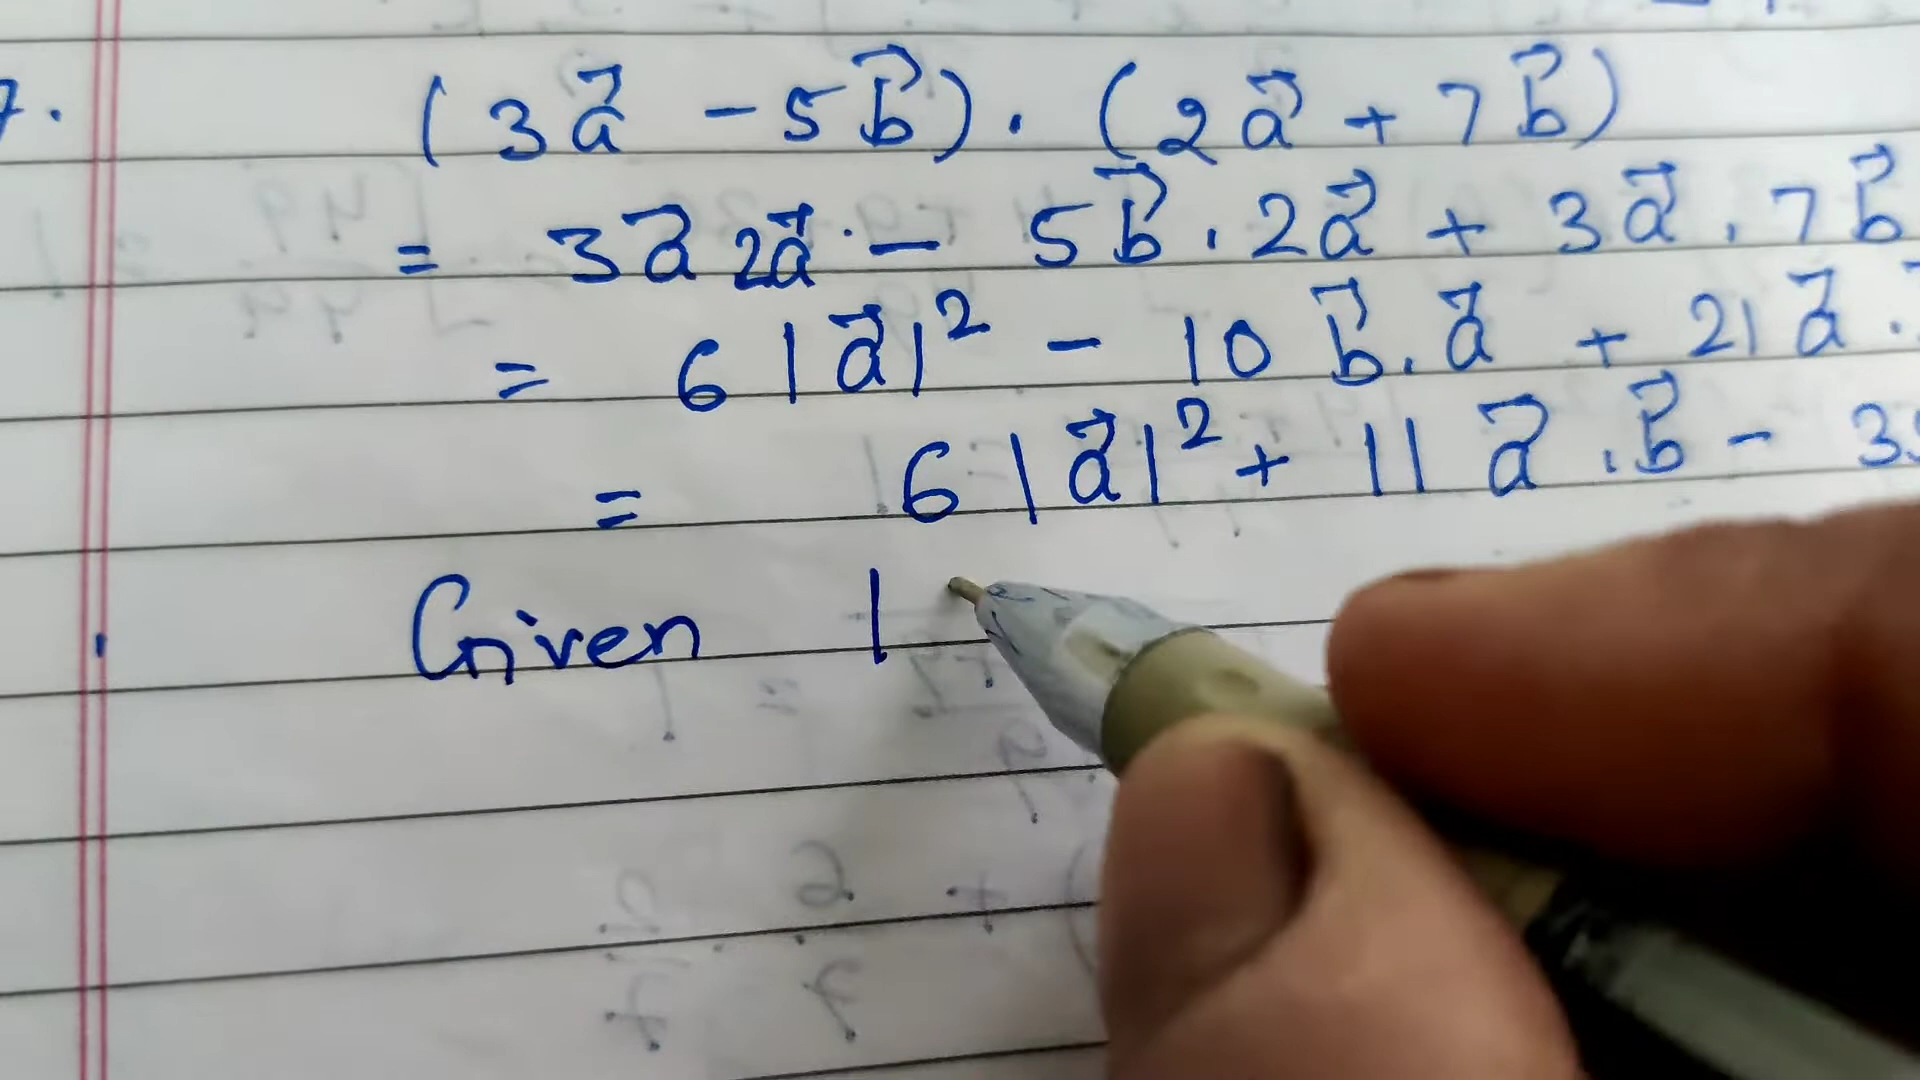 7. (3a⃗ - 5b⃗). (2a⃗ + 7b⃗)
= 3a⃗ 2a⃗. - 5b⃗. 2a⃗ + 3a⃗. 7b⃗
= 6 |a⃗|² - 10 b⃗. a⃗ + 21 a⃗.
= 6 |a⃗|² + 11 a⃗ .b⃗ - 3
Given |